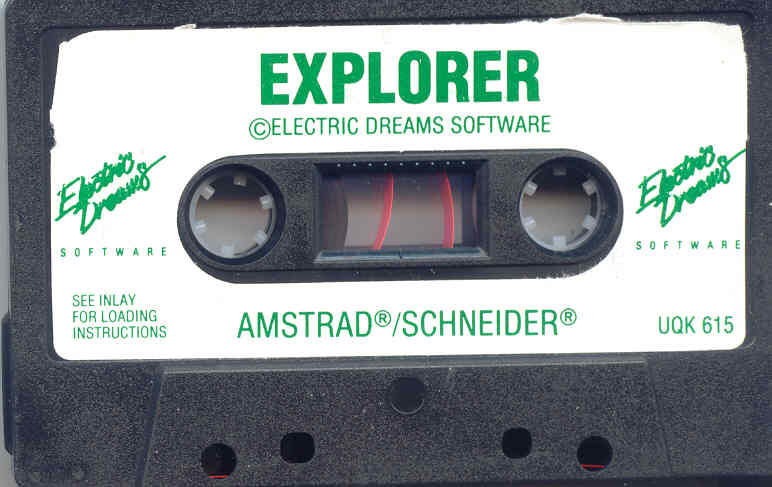 EXPLORER
©ELECTRIC DREAMS SOFTWARE
Electric
Dreams
SOFTWARE
Electric
Dreams
SOFTWARE
SEE INLAY
FOR LOADING
INSTRUCTIONS
AMSTRAD®/SCHNEIDER®
UQK 615